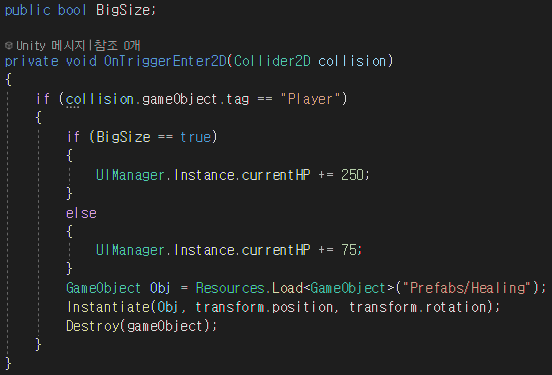 public bool BigSize;
Unity 메시지|참조 0개
private void OnTriggerEnter2D(Collider2D collision)
{
if (collision.gameObject.tag == "Player")
{
if (BigSize == true)
{
UIManager.Instance.currentHP += 250;
}
else
{
UIManager.Instance.currentHP += 75;
}
GameObject Obj = Resources.Load<GameObject>("Prefabs/Healing");
Instantiate(Obj, transform.position, transform.rotation);
Destroy(gameObject);
}
}